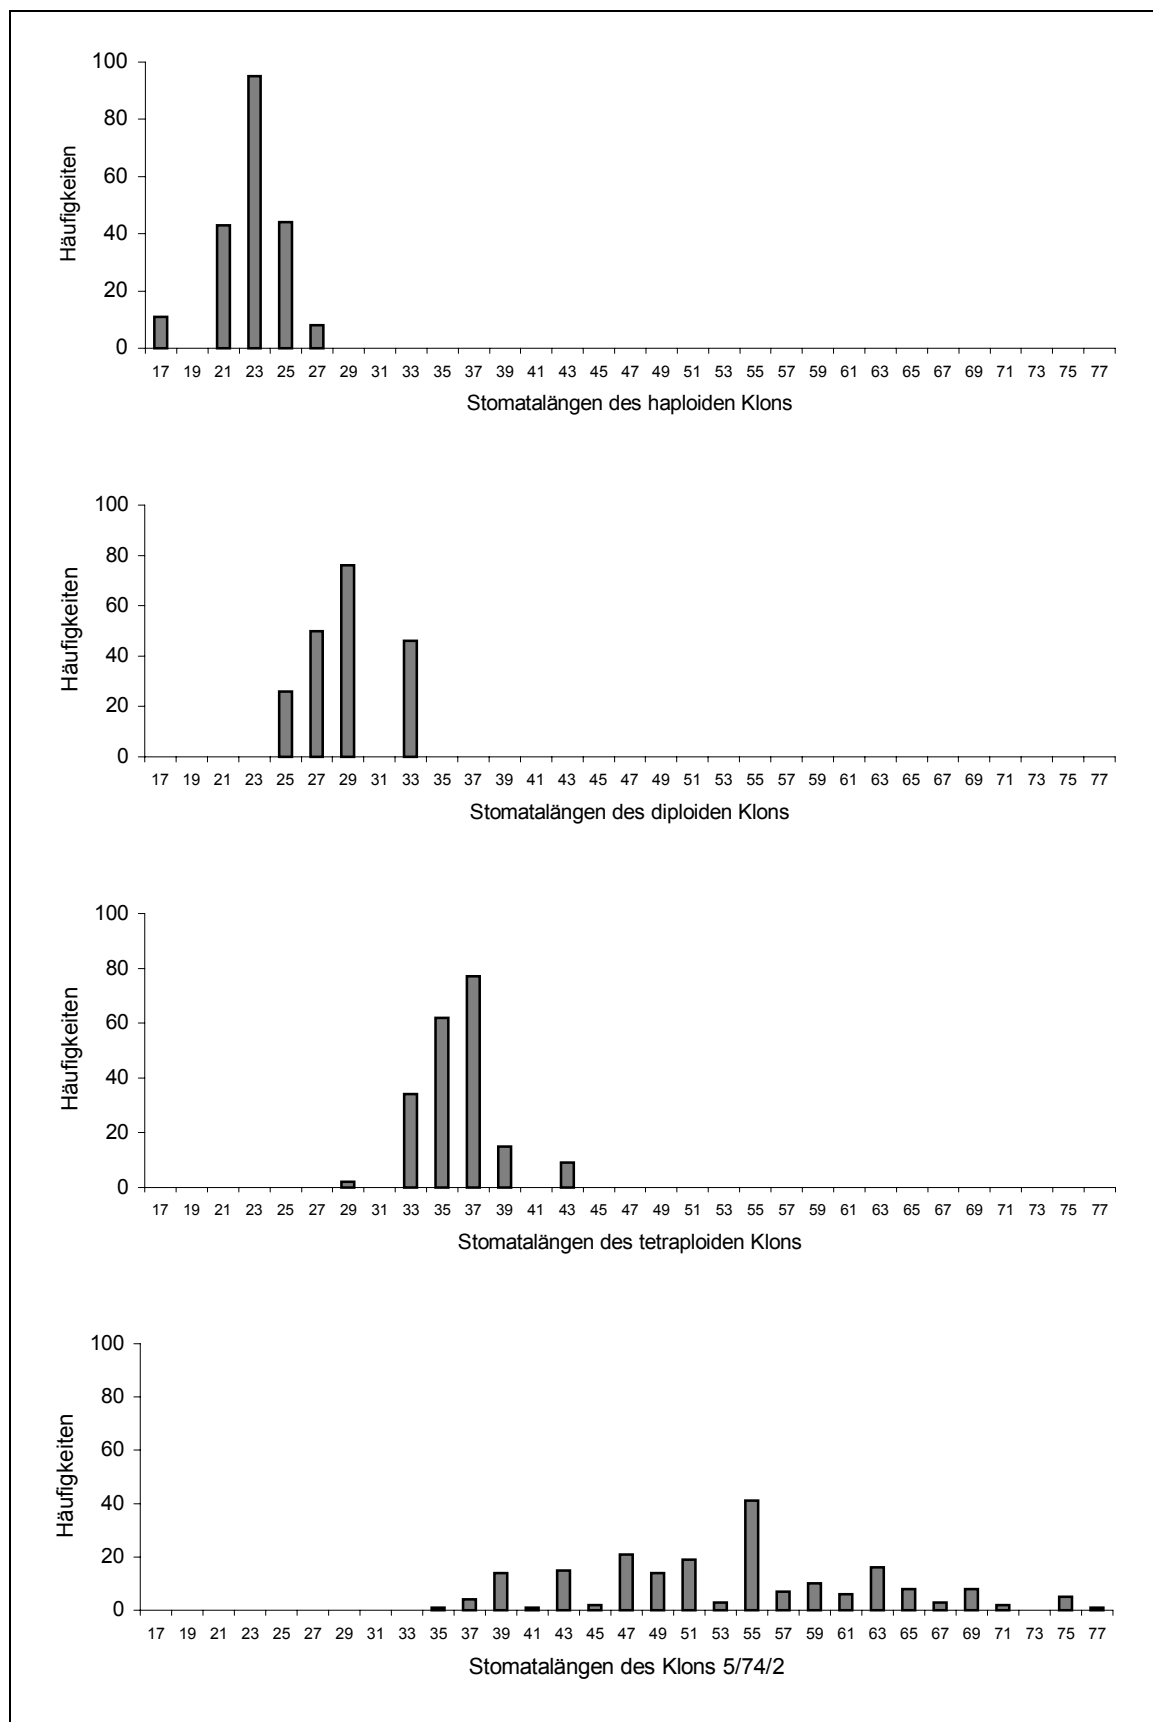 100
80
60
40
20
0
Häufigkeiten
17 19 21 23 25 27 29 31 33 35 37 39 41 43 45 47 49 51 53 55 57 59 61 63 65 67 69 71 73 75 77
Stomatalängen des haploiden Klons
100
80
60
40
20
0
Häufigkeiten
17 19 21 23 25 27 29 31 33 35 37 39 41 43 45 47 49 51 53 55 57 59 61 63 65 67 69 71 73 75 77
Stomatalängen des diploiden Klons
100
80
60
40
20
0
Häufigkeiten
17 19 21 23 25 27 29 31 33 35 37 39 41 43 45 47 49 51 53 55 57 59 61 63 65 67 69 71 73 75 77
Stomatalängen des tetraploiden Klons
100
80
60
40
20
0
Häufigkeiten
17 19 21 23 25 27 29 31 33 35 37 39 41 43 45 47 49 51 53 55 57 59 61 63 65 67 69 71 73 75 77
Stomatalängen des Klons 5/74/2